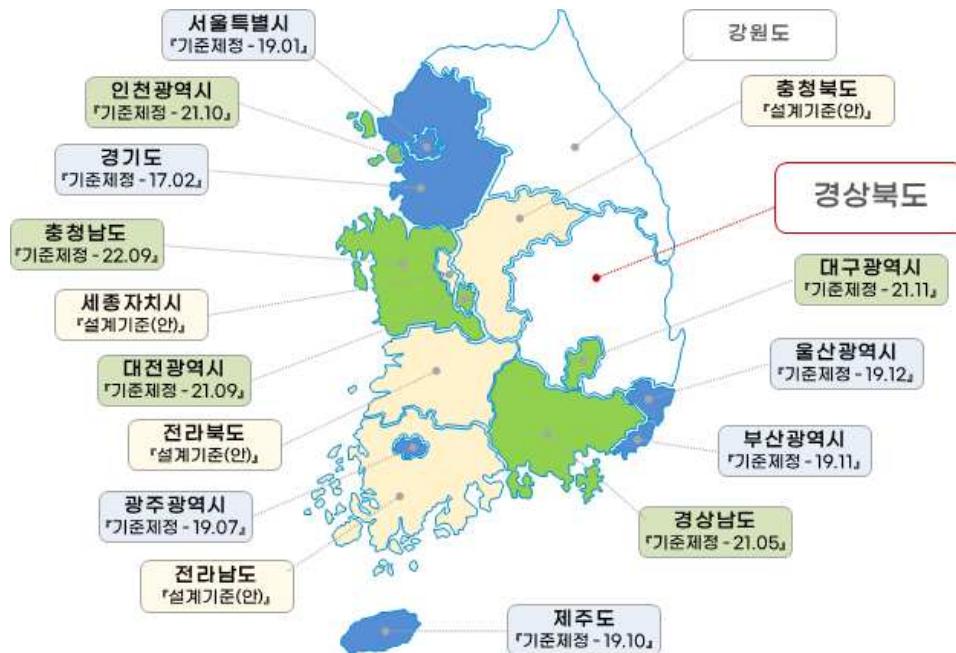 서울특별시
『기준제정 - 19.01』
강원도
인천광역시
『기준제정 - 21.10』
충청북도
『설계기준(안)』
경기도
『기준제정 - 17.02』
경상북도
충청남도
『기준제정 - 22.09』
대구광역시
『기준제정 - 21.11』
세종자치시
『설계기준(안)』
울산광역시
『기준제정 - 19.12』
대전광역시
『기준제정 - 21.09』
전라북도
『설계기준(안)』
부산광역시
『기준제정 - 19.11』
광주광역시
『기준제정 - 19.07』
경상남도
『기준제정 - 21.05』
전라남도
『설계기준(안)』
제주도
『기준제정 - 19.10』